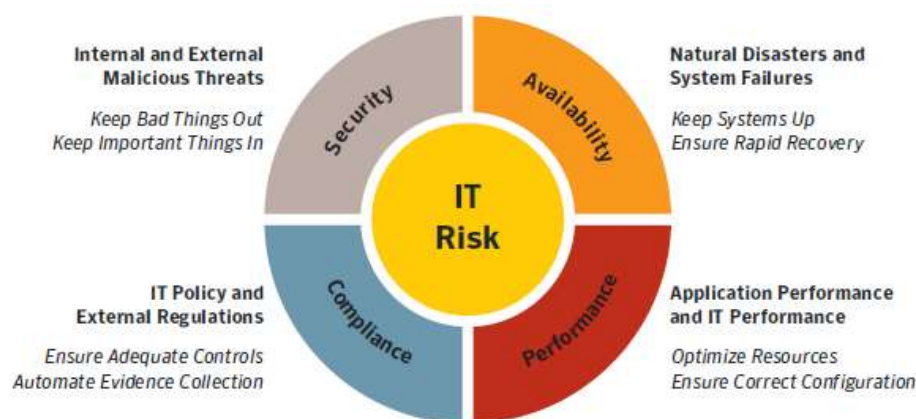 Internal and External
Malicious Threats
Keep Bad Things Out
Keep Important Things In
Security
Availability
Natural Disasters and
System Failures
Keep Systems Up
Ensure Rapid Recovery
IT
Risk
IT Policy and
External Regulations
Ensure Adequate Controls
Automate Evidence Collection
Compliance
Performance
Application Performance
and IT Performance
Optimize Resources
Ensure Correct Configuration